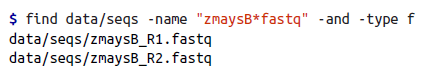 $ find data/seqs -name "zmaysB*fastq" -and -type f
data/seqs/zmaysB_R1.fastq
data/seqs/zmaysB_R2.fastq